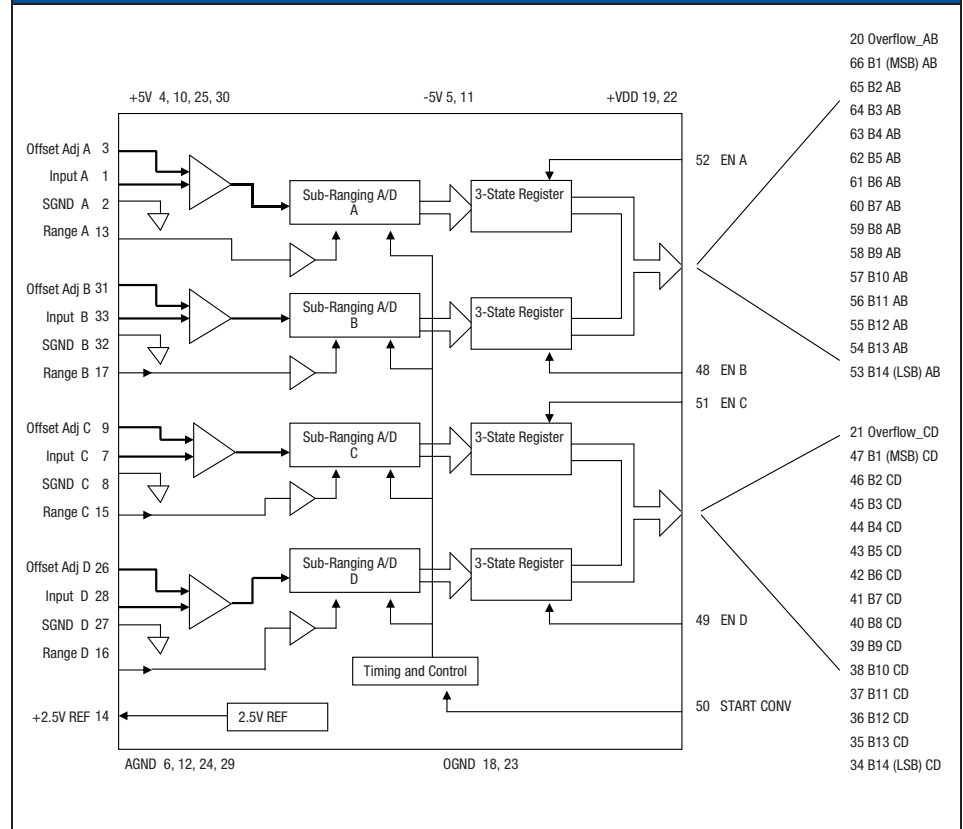 +5V 4, 10, 25, 30
-5V 5, 11
+VDD 19, 22
Offset Adj A 3
Input A 1
SGND A 2
Range A 13
Offset Adj B 31
Input B 33
SGND B 32
Range B 17
Offset Adj C 9
Input C 7
SGND C 8
Range C 15
Offset Adj D 26
Input D 28
SGND D 27
Range D 16
+2.5V REF 14
Sub-Ranging A/D
A
3-State Register
Sub-Ranging A/D
B
3-State Register
Sub-Ranging A/D
C
3-State Register
Sub-Ranging A/D
D
3-State Register
Timing and Control
2.5V REF
AGND 6, 12, 24, 29
OGND 18, 23
52 EN A
48 EN B
51 EN C
49 EN D
50 START CONV
20 Overflow_AB
66 B1 (MSB) AB
65 B2 AB
64 B3 AB
63 B4 AB
62 B5 AB
61 B6 AB
60 B7 AB
59 B8 AB
58 B9 AB
57 B10 AB
56 B11 AB
55 B12 AB
54 B13 AB
53 B14 (LSB) AB
21 Overflow_CD
47 B1 (MSB) CD
46 B2 CD
45 B3 CD
44 B4 CD
43 B5 CD
42 B6 CD
41 B7 CD
40 B8 CD
39 B9 CD
38 B10 CD
37 B11 CD
36 B12 CD
35 B13 CD
34 B14 (LSB) CD